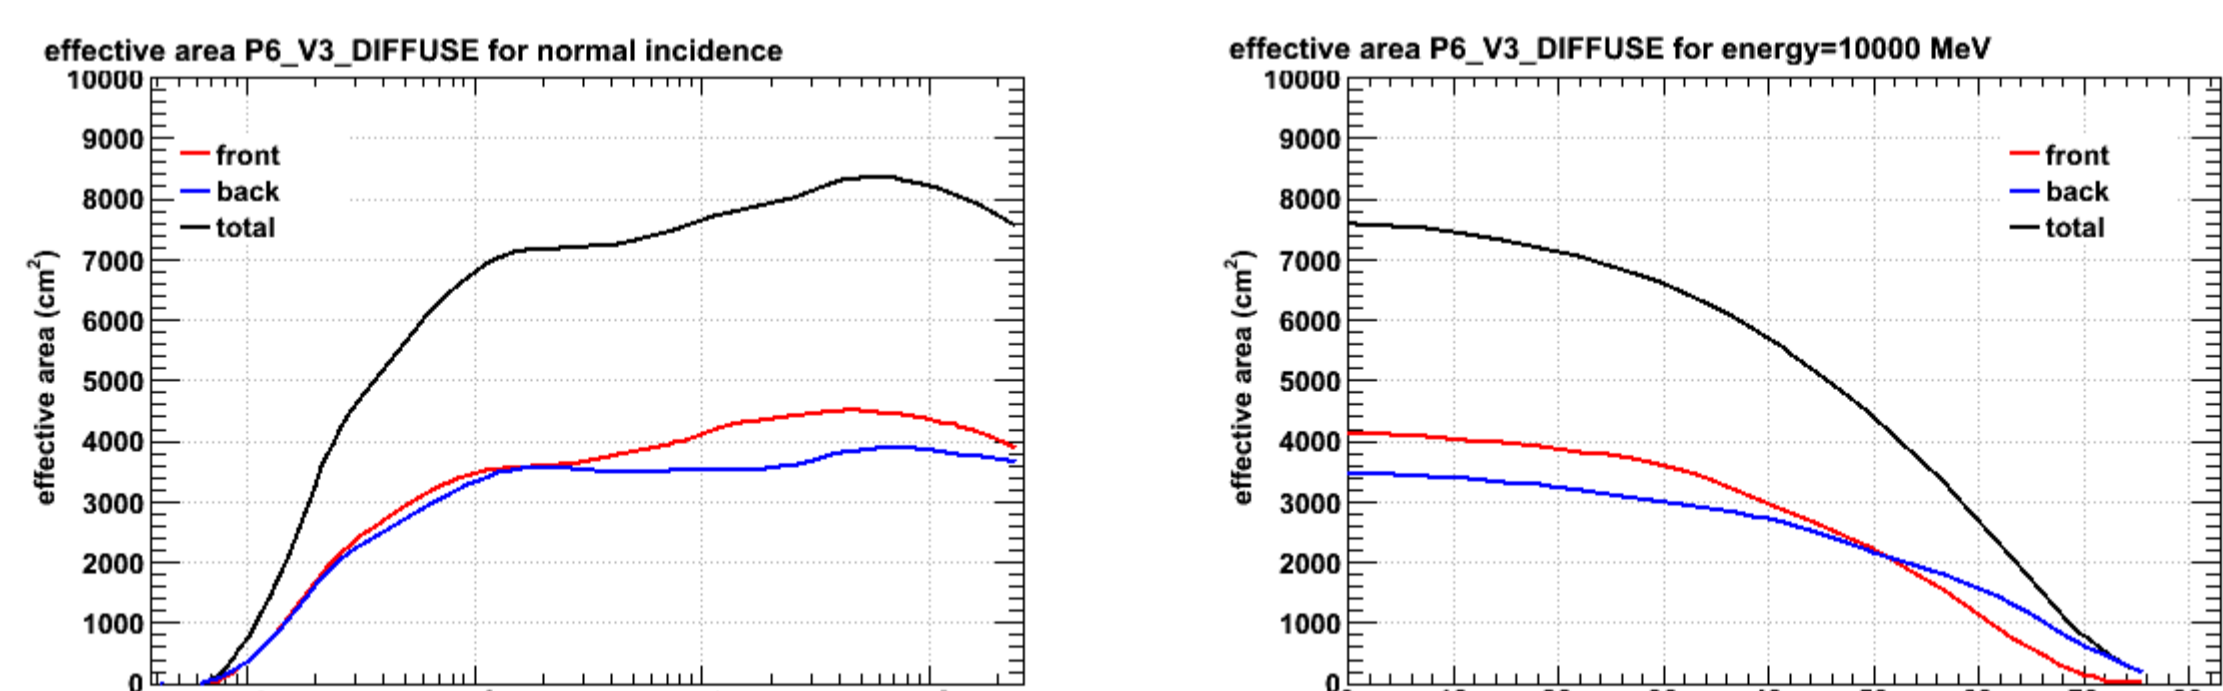 effective area P6_V3_DIFFUSE for normal incidence
10000
9000
8000
7000
6000
5000
4000
3000
2000
1000
0
effective area (cm²)
front
back
total
effective area P6_V3_DIFFUSE for energy=10000 MeV
10000
9000
8000
7000
6000
5000
4000
3000
2000
1000
0
effective area (cm²)
front
back
total